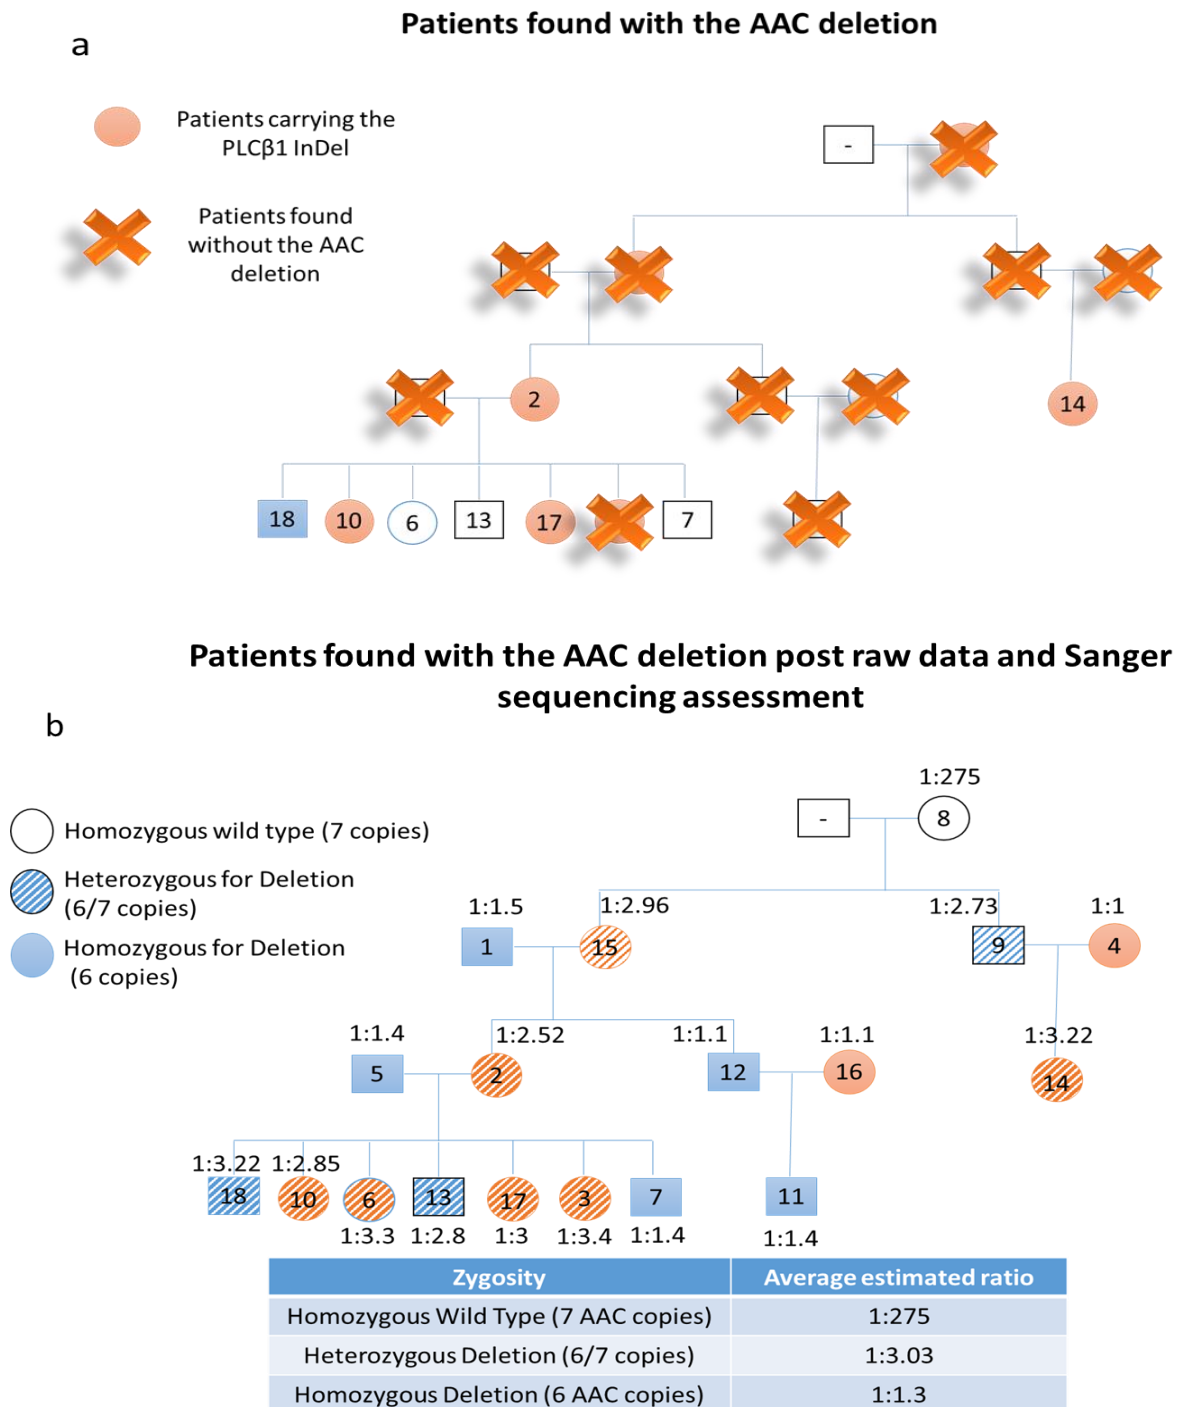 Patients found with the AAC deletion
a
Patients carrying the
PLCβ1 InDel
Patients found
without the AAC
deletion
-
2
14
18 10 6 13 17 7
Patients found with the AAC deletion post raw data and Sanger
sequencing assessment
b
1:275
Homozygous wild type (7 copies)
- 8
Heterozygous for Deletion
(6/7 copies)
Homozygous for Deletion
(6 copies)
1:1.5 1:2.96 1:2.73 1:1
1 15 9 4
1:1.4 1:2.52 1:1.1 1:1.1 1:3.22
5 2 12 16 14
1:3.22 1:2.85
18 10 6 13 17 3 7 11
1:3.3 1:2.8 1:3 1:3.4 1:1.4 1:1.4
Zygosity Average estimated ratio
Homozygous Wild Type (7 AAC copies) 1:275
Heterozygous Deletion (6/7 copies) 1:3.03
Homozygous Deletion (6 AAC copies) 1:1.3